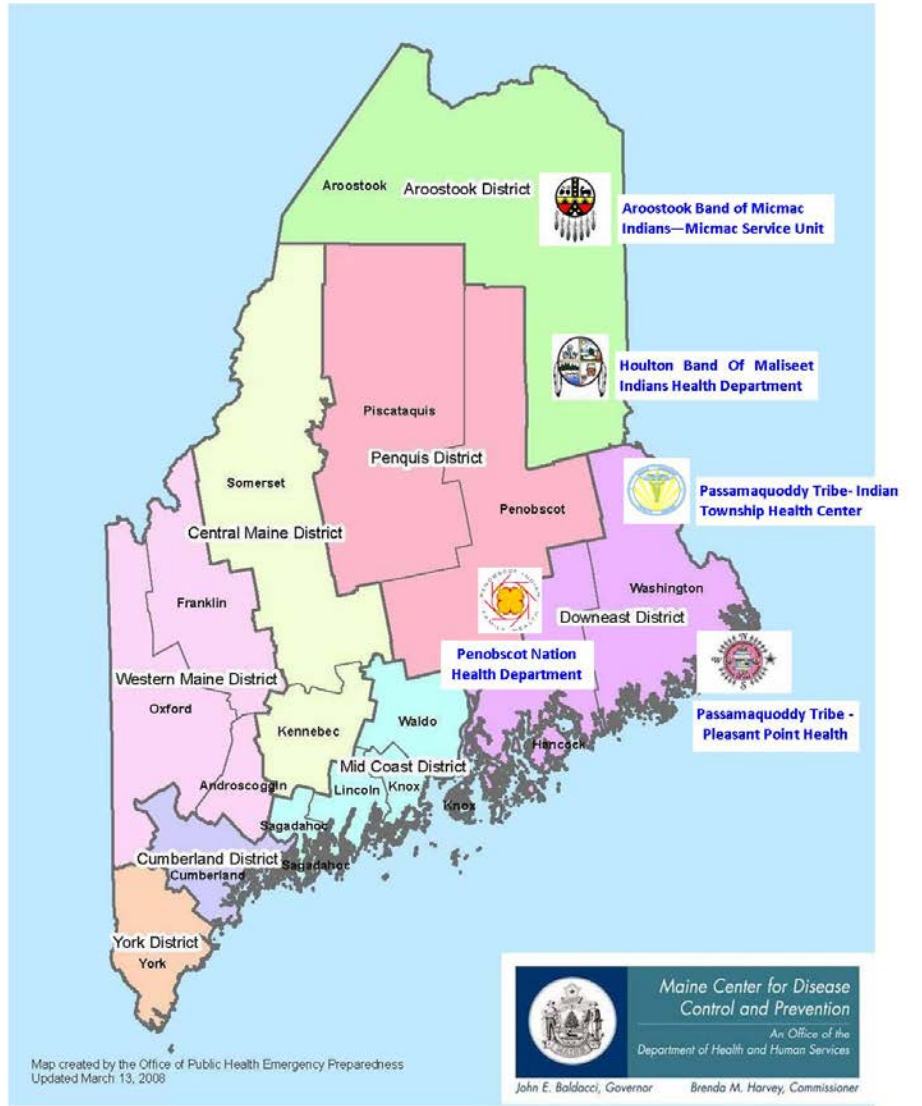 Aroostook
Aroostook District
Aroostook Band of Micmac
Indians—Micmac Service Unit
Houlton Band Of Maliseet
Indians Health Department
Piscataquis
Penquis District
Somerset
Penobscot
Passamaquoddy Tribe- Indian
Township Health Center
Central Maine District
Franklin
Washington
Downeast District
Penobscot Nation
Health Department
Western Maine District
Oxford
Kennebec
Waldo
Passamaquoddy Tribe -
Pleasant Point Health
Hancock
Mid Coast District
Androscoggin
Lincoln
Knox
Knox
Sagadahoc
Sagadahoc
Cumberland District
Cumberland
York District
York
Maine Center for Disease
Control and Prevention
An Office of the
Department of Health and Human Services
John E. Baldacci, Governor Brenda M. Harvey, Commissioner
Map created by the Office of Public Health Emergency Preparedness
Updated March 13, 2008